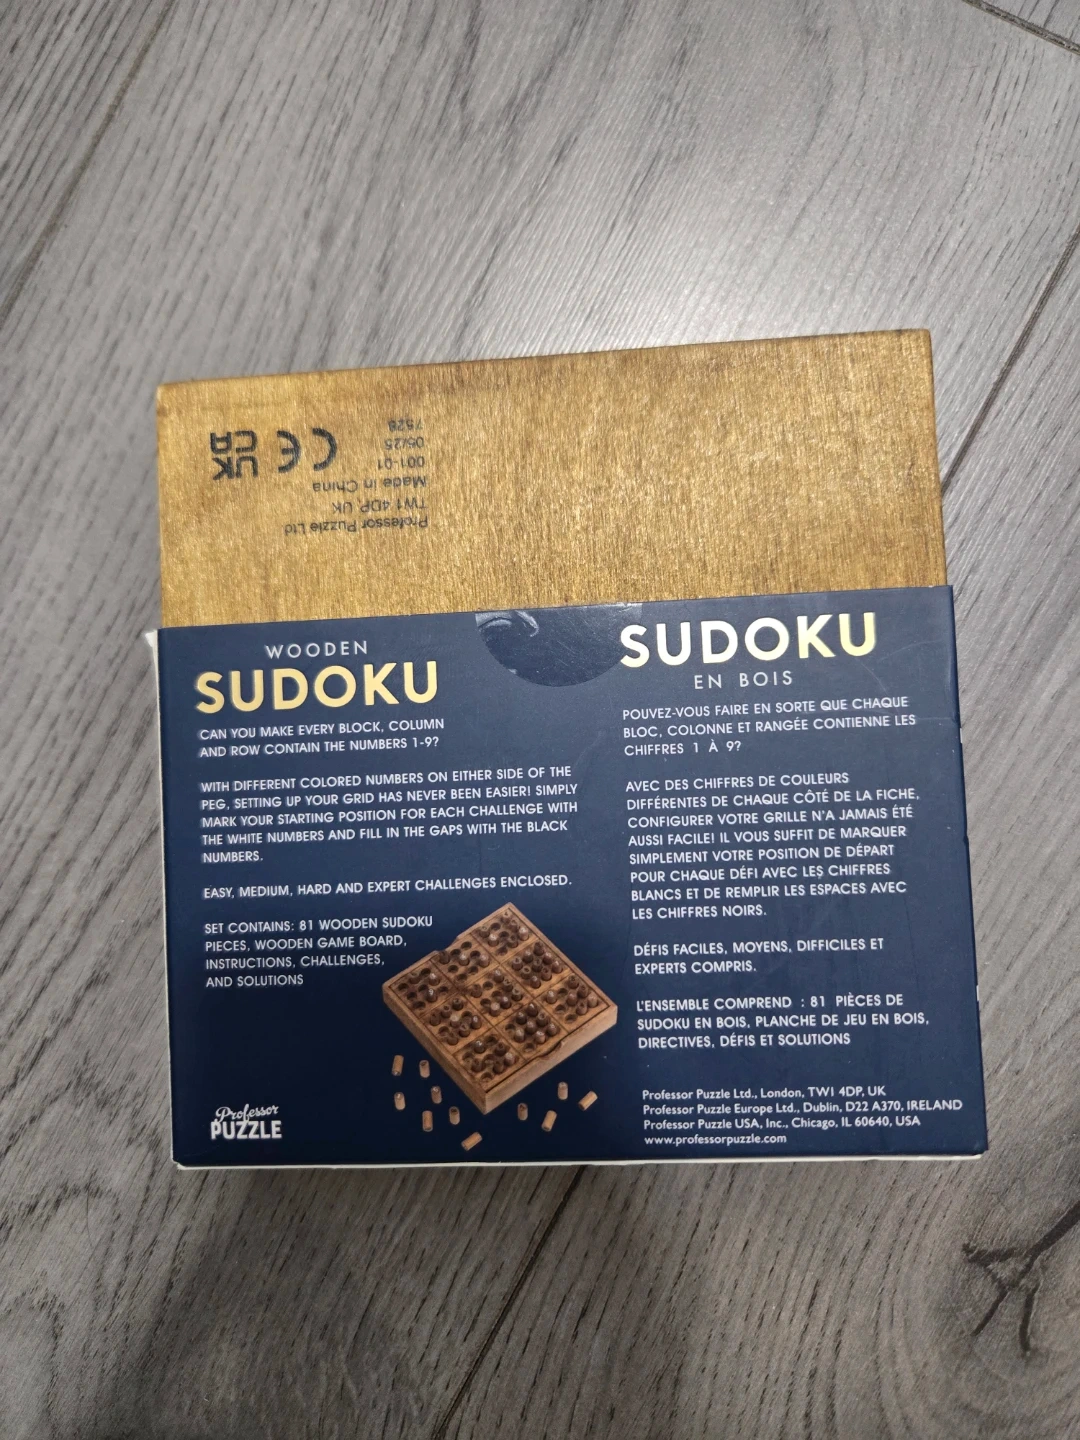 Professor Puzzle Ltd
TW1 4DP, UK
Made in China
001-01
05/25
7528
CE
UK
CA
WOODEN
SUDOKU
CAN YOU MAKE EVERY BLOCK, COLUMN
AND ROW CONTAIN THE NUMBERS 1-9?
WITH DIFFERENT COLORED NUMBERS ON EITHER SIDE OF THE
PEG, SETTING UP YOUR GRID HAS NEVER BEEN EASIER! SIMPLY
MARK YOUR STARTING POSITION FOR EACH CHALLENGE WITH
THE WHITE NUMBERS AND FILL IN THE GAPS WITH THE BLACK
NUMBERS.
EASY, MEDIUM, HARD AND EXPERT CHALLENGES ENCLOSED.
SET CONTAINS: 81 WOODEN SUDOKU
PIECES, WOODEN GAME BOARD,
INSTRUCTIONS, CHALLENGES,
AND SOLUTIONS
Professor
PUZZLE
SUDOKU
EN BOIS
POUVEZ-VOUS FAIRE EN SORTE QUE CHAQUE
BLOC, COLONNE ET RANGÉE CONTIENNE LES
CHIFFRES 1 À 9?
AVEC DES CHIFFRES DE COULEURS
DIFFÉRENTES DE CHAQUE CÔTÉ DE LA FICHE,
CONFIGURER VOTRE GRILLE N'A JAMAIS ÉTÉ
AUSSI FACILE! IL VOUS SUFFIT DE MARQUER
SIMPLEMENT VOTRE POSITION DE DÉPART
POUR CHAQUE DÉFI AVEC LES CHIFFRES
BLANCS ET DE REMPLIR LES ESPACES AVEC
LES CHIFFRES NOIRS.
DÉFIS FACILES, MOYENS, DIFFICILES ET
EXPERTS COMPRIS.
L'ENSEMBLE COMPREND : 81 PIÈCES DE
SUDOKU EN BOIS, PLANCHE DE JEU EN BOIS,
DIRECTIVES, DÉFIS ET SOLUTIONS
Professor Puzzle Ltd., London, TW1 4DP, UK
Professor Puzzle Europe Ltd., Dublin, D22 A370, IRELAND
Professor Puzzle USA, Inc., Chicago, IL 60640, USA
www.professorpuzzle.com